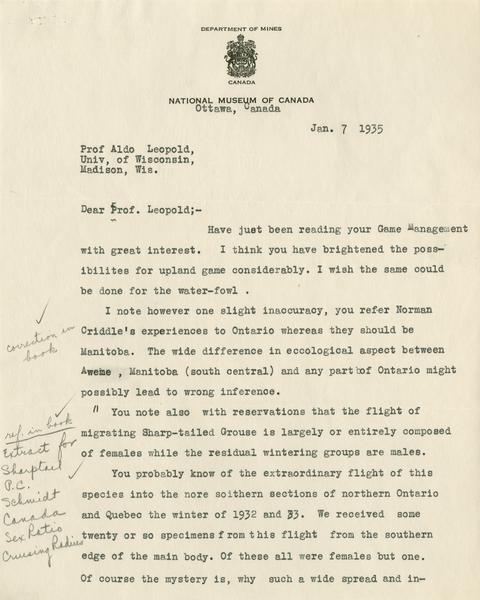 DEPARTMENT OF MINES
CANADA
NATIONAL MUSEUM OF CANADA
Ottawa, Canada
Jan. 7 1935
Prof Aldo Leopold,
Univ, of Wisconsin,
Madison, Wis.
Dear Prof. Leopold;-
Have just been reading your Game Management
with great interest. I think you have brightened the poss-
ibilites for upland game considerably. I wish the same could
be done for the water-fowl .
I note however one slight inaccuracy, you refer Norman
Criddle's experiences to Ontario whereas they should be
Manitoba. The wide difference in eccological aspect between
Aweme , Manitoba (south central) and any part of Ontario might
possibly lead to wrong inference.
correction in
book
" You note also with reservations that the flight of
migrating Sharp-tailed Grouse is largely or entirely composed
of females while the residual wintering groups are males.
You probably know of the extraordinary flight of this
species into the nore soithern sections of northern Ontario
and Quebec the winter of 1932 and 33. We received some
twenty or so specimens from this flight from the southern
edge of the main body. Of these all were females but one.
Of course the mystery is, why such a wide spread and in-
ref. in book
Extract for
Sharptail
P.C.
Schmidt
Canada
Sex Ratio
Cruising Radius